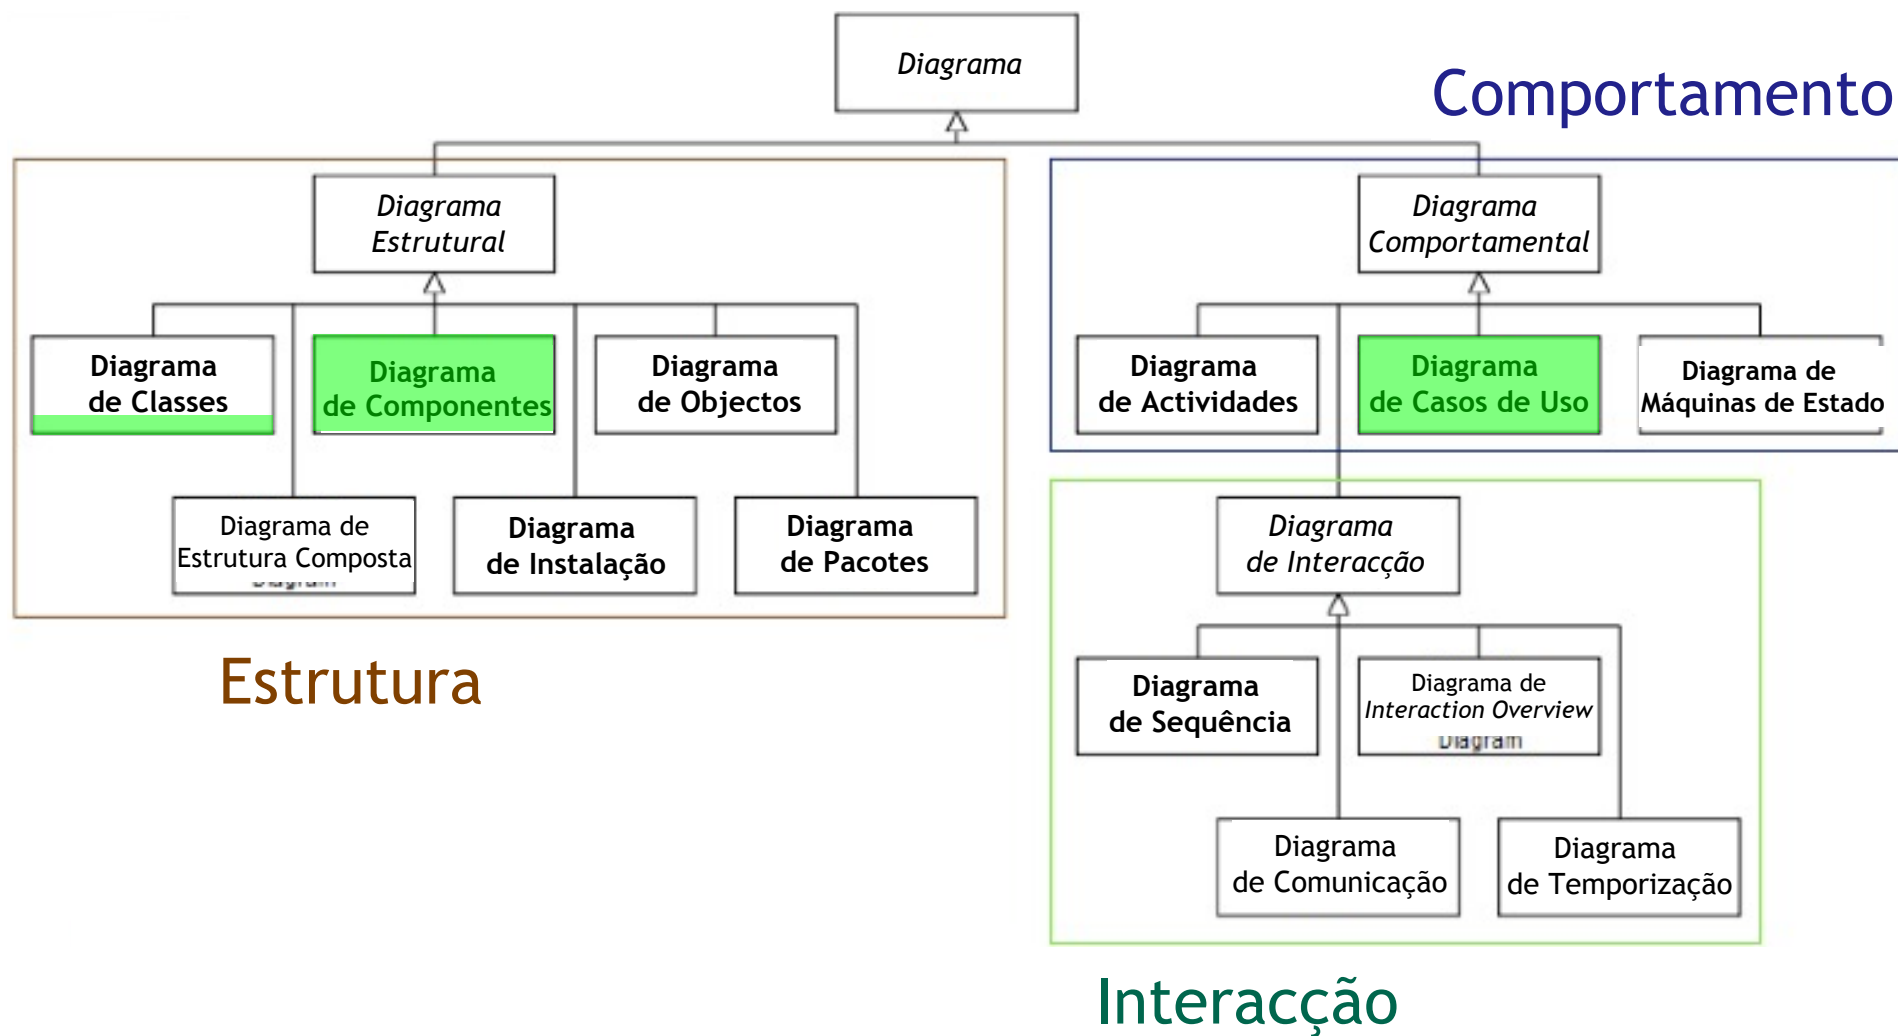 Diagrama
Comportamento
Diagrama
Estrutural
Diagrama
Comportamental
Diagrama
de Classes
Diagrama
de Componentes
Diagrama
de Objectos
Diagrama
de Actividades
Diagrama
de Casos de Uso
Diagrama de
Máquinas de Estado
Diagrama de
Estrutura Composta
Diagram
Diagrama
de Instalação
Diagrama
de Pacotes
Diagrama
de Interacção
Estrutura
Diagrama
de Sequência
Diagrama de
Interaction Overview
Diagram
Diagrama
de Comunicação
Diagrama
de Temporização
Interacção